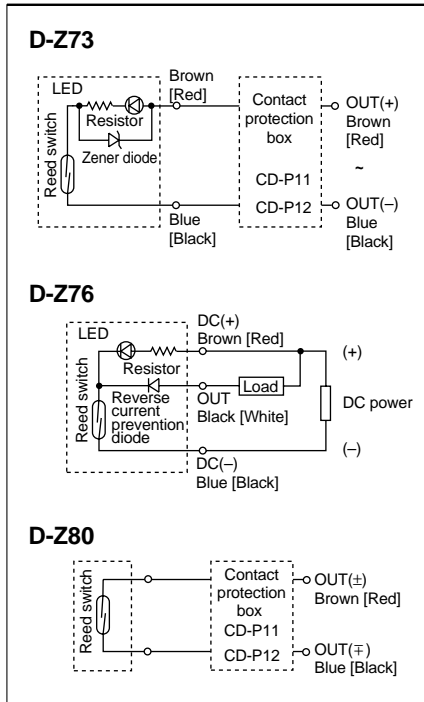 D-Z73
LED
Resistor
Zener diode
Reed switch
Brown
[Red]
Blue
[Black]
Contact
protection
box
CD-P11
CD-P12
OUT(+)
Brown
[Red]
~
OUT(–)
Blue
[Black]
D-Z76
LED
Resistor
Reverse
current
prevention
diode
Reed switch
DC(+)
Brown [Red]
OUT
Black [White]
Load
DC(–)
Blue [Black]
(+)
DC power
(–)
D-Z80
Reed switch
Contact
protection
box
CD-P11
CD-P12
OUT(±)
Brown [Red]
OUT(∓)
Blue [Black]